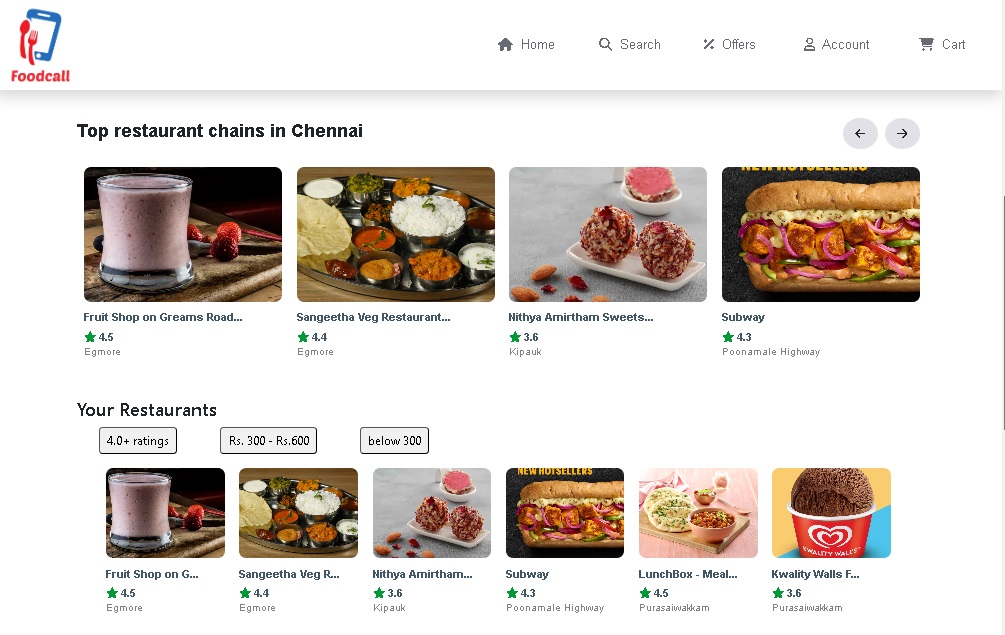 Foodcall
Home
Search
Offers
Account
Cart
Top restaurant chains in Chennai
NEW HOTSELLERS
Fruit Shop on Greams Road...
4.5
Egmore
Sangeetha Veg Restaurant...
4.4
Egmore
Nithya Amirtham Sweets...
3.6
Kipauk
Subway
4.3
Poonamale Highway
Your Restaurants
4.0+ ratings
Rs. 300 - Rs.600
below 300
NEW HOTSELLERS
KWALITY WALL'S
Fruit Shop on G...
4.5
Egmore
Sangeetha Veg R...
4.4
Egmore
Nithya Amirtham...
3.6
Kipauk
Subway
4.3
Poonamale Highway
LunchBox - Meal...
4.5
Purasaiwakkam
Kwality Walls F...
3.6
Purasaiwakkam